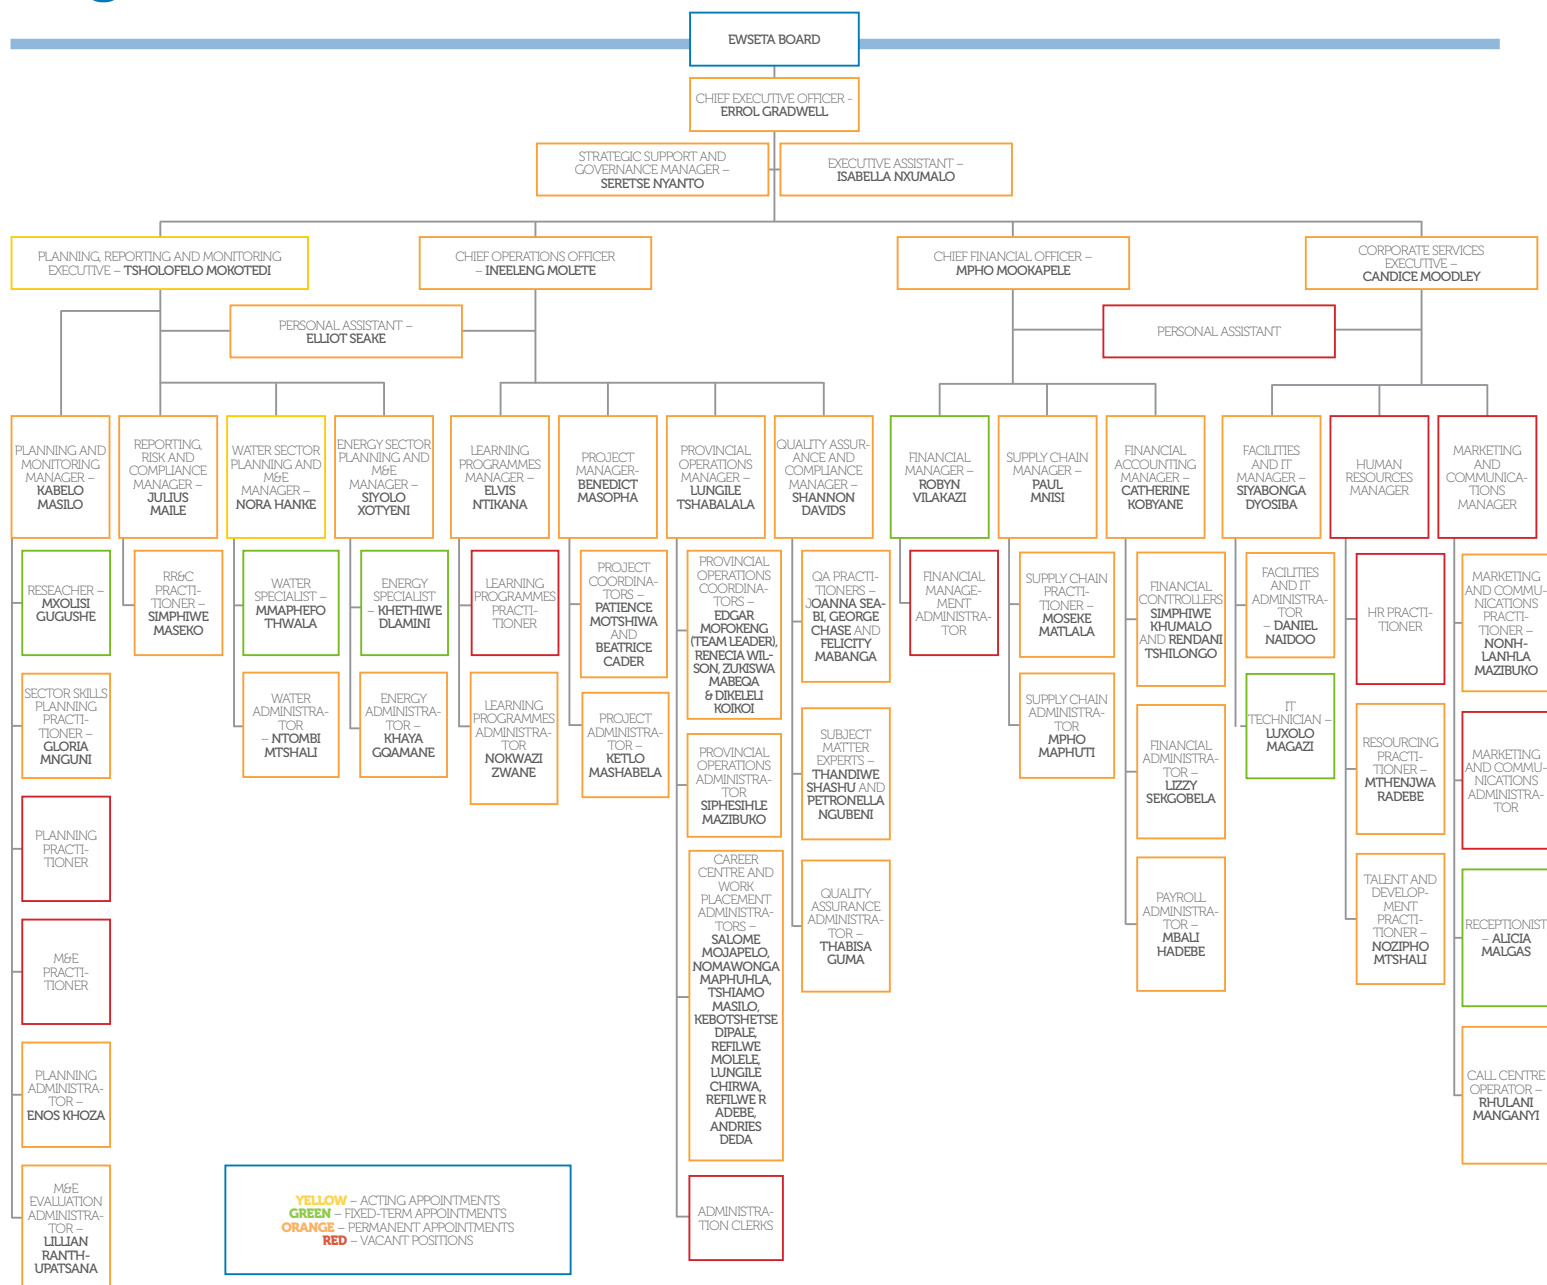 EWSETA BOARD
CHIEF EXECUTIVE OFFICER -
ERROL GRADWELL
STRATEGIC SUPPORT AND
GOVERNANCE MANAGER –
SERETSE NYANTO
EXECUTIVE ASSISTANT –
ISABELLA NXUMALO
PLANNING, REPORTING AND MONITORING
EXECUTIVE – TSHOLOFELO MOKOTEDI
CHIEF OPERATIONS OFFICER
– INEELENG MOLETE
CHIEF FINANCIAL OFFICER –
MPHO MOOKAPELE
CORPORATE SERVICES
EXECUTIVE –
CANDICE MOODLEY
PERSONAL ASSISTANT –
ELLIOT SEAKE
PERSONAL ASSISTANT
PLANNING AND
MONITORING
MANAGER –
KABELO
MASILO
REPORTING,
RISK AND
COMPLIANCE
MANAGER –
JULIUS
MAILE
WATER SECTOR
PLANNING AND
M&E
MANAGER –
NORA HANKE
ENERGY SECTOR
PLANNING AND
M&E
MANAGER –
SIYOLO
XOTYENI
LEARNING
PROGRAMMES
MANAGER –
ELVIS
NTIKANA
PROJECT
MANAGER-
BENEDICT
MASOPHA
PROVINCIAL
OPERATIONS
MANAGER –
LUNGILE
TSHABALALA
QUALITY ASSUR-
ANCE AND
COMPLIANCE
MANAGER –
SHANNON
DAVIDS
FINANCIAL
MANAGER –
ROBYN
VILAKAZI
SUPPLY CHAIN
MANAGER –
PAUL
MNISI
FINANCIAL
ACCOUNTING
MANAGER –
CATHERINE
KOBYANE
FACILITIES
AND IT
MANAGER –
SIYABONGA
DYOSIBA
HUMAN
RESOURCES
MANAGER
MARKETING
AND
COMMUNICA-
TIONS
MANAGER
RESEACHER –
MXOLISI
GUGUSHE
RR&C
PRACTI-
TIONER –
SIMPHIWE
MASEKO
WATER
SPECIALIST –
MMAPHEFO
THWALA
ENERGY
SPECIALIST
– KHETHIWE
DLAMINI
LEARNING
PROGRAMMES
PRACTI-
TIONER
PROJECT
COORDINA-
TORS –
PATIENCE
MOTSHIWA
AND
BEATRICE
CADER
PROVINCIAL
OPERATIONS
COORDINA-
TORS –
EDGAR
MOFOKENG
(TEAM LEADER),
RENECIA WIL-
SON, ZUKISWA
MABEQA
& DIKELELI
KOIKOI
QA PRACTI-
TIONERS –
JOANNA SEA-
BI, GEORGE
CHASE AND
FELICITY
MABANGA
FINANCIAL
MANAGE-
MENT
ADMINISTRA-
TOR
SUPPLY CHAIN
PRACTI-
TIONER –
MOSEKE
MATLALA
FINANCIAL
CONTROLLERS
SIMPHIWE
KHUMALO
AND RENDANI
TSHILONGO
FACILITIES
AND IT
ADMINISTRA-
TOR
– DANIEL
NAIDOO
HR PRACTI-
TIONER
MARKETING
AND COMMU-
NICATIONS
PRACTI-
TIONER –
NONH-
LANHLA
MAZIBUKO
SECTOR SKILLS
PLANNING
PRACTI-
TIONER –
GLORIA
MNGUNI
WATER
ADMINISTRA-
TOR
– NTOMBI
MTSHALI
ENERGY
ADMINISTRA-
TOR –
KHAYA
GQAMANE
LEARNING
PROGRAMMES
ADMINISTRA-
TOR
NOKWAZI
ZWANE
PROJECT
ADMINISTRA-
TOR –
KETLO
MASHABELA
PROVINCIAL
OPERATIONS
ADMINISTRA-
TOR
SIPHESIHLE
MAZIBUKO
SUBJECT
MATTER
EXPERTS –
THANDIWE
SHASHU AND
PETRONELLA
NGUBENI
SUPPLY CHAIN
ADMINISTRA-
TOR
MPHO
MAPHUTI
FINANCIAL
ADMINISTRA-
TOR –
LIZZY
SEKGOBELA
IT
TECHNICIAN –
LUXOLO
MAGAZI
RESOURCING
PRACTI-
TIONER –
MTHENJWA
RADEBE
MARKETING
AND COMMU-
NICATIONS
ADMINISTRA-
TOR
PLANNING
PRACTI-
TIONER
CAREER
CENTRE AND
WORK
PLACEMENT
ADMINISTRA-
TORS –
SALOME
MOJAPELO,
NOMAWONGA
MAPHUHLA,
TSHIAMO
MASILO,
KEBOTSHETSE
DIPALE,
REFILWE
MOLELE,
LUNGILE
CHIRWA,
REFILWE R
ADEBE,
ANDRIES
DEDA
QUALITY
ASSURANCE
ADMINISTRA-
TOR –
THABISA
GUMA
PAYROLL
ADMINISTRA-
TOR –
MBALI
HADEBE
TALENT AND
DEVELOP-
MENT
PRACTI-
TIONER –
NOZIPHO
MTSHALI
RECEPTIONIST
– ALICIA
MALGAS
M&E
PRACTI-
TIONER
PLANNING
ADMINISTRA-
TOR –
ENOS KHOZA
CALL CENTRE
OPERATOR –
RHULANI
MANGANYI
M&E
EVALUATION
ADMINISTRA-
TOR –
LILLIAN
RANTH-
UPATSANA
ADMINISTRA-
TION CLERKS
YELLOW – ACTING APPOINTMENTS
GREEN – FIXED-TERM APPOINTMENTS
ORANGE – PERMANENT APPOINTMENTS
RED – VACANT POSITIONS